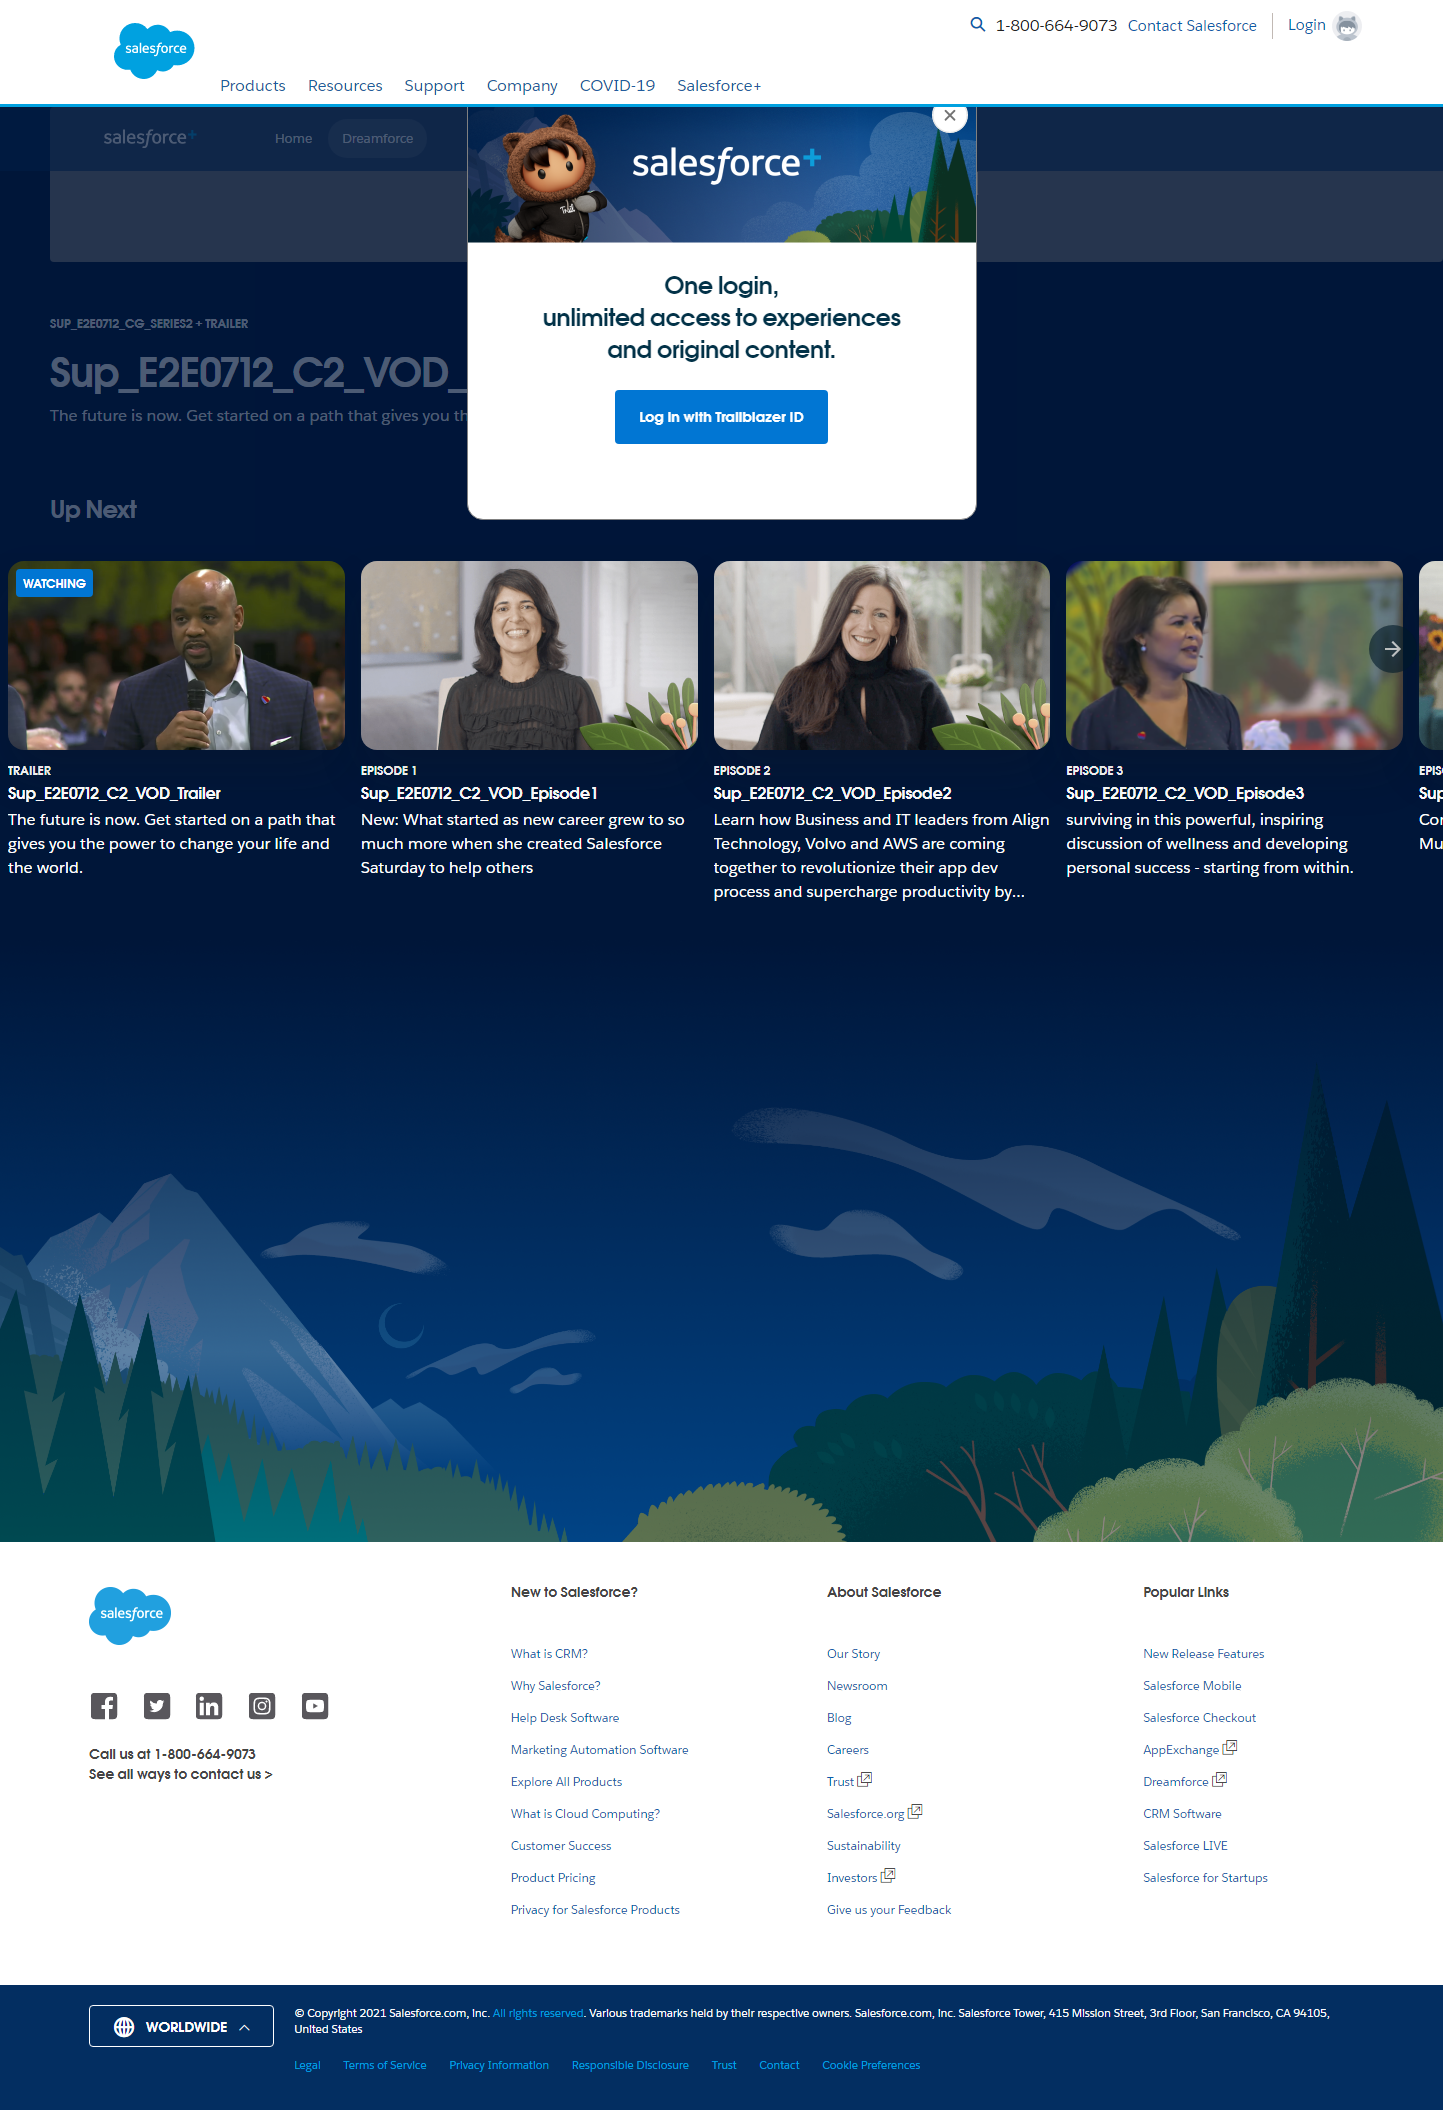 salesforce
1-800-664-9073
Contact Salesforce
Login
Products
Resources
Support
Company
COVID-19
Salesforce+
salesforce+
Home
Dreamforce
salesforce+
One login,
unlimited access to experiences
and original content.
Log In with Trailblazer ID
SUP_E2E0712_CG_SERIES2 + TRAILER
Sup_E2E0712_C2_VOD_
The future is now. Get started on a path that gives you th
Up Next
WATCHING
TRAILER
Sup_E2E0712_C2_VOD_Trailer
The future is now. Get started on a path that
gives you the power to change your life and
the world.
EPISODE 1
Sup_E2E0712_C2_VOD_Episode1
New: What started as new career grew to so
much more when she created Salesforce
Saturday to help others
EPISODE 2
Sup_E2E0712_C2_VOD_Episode2
Learn how Business and IT leaders from Align
Technology, Volvo and AWS are coming
together to revolutionize their app dev
process and supercharge productivity by...
EPISODE 3
Sup_E2E0712_C2_VOD_Episode3
surviving in this powerful, inspiring
discussion of wellness and developing
personal success - starting from within.
EPIS
Sup
Cor
Mu
salesforce
Call us at 1-800-664-9073
See all ways to contact us >
New to Salesforce?
What is CRM?
Why Salesforce?
Help Desk Software
Marketing Automation Software
Explore All Products
What is Cloud Computing?
Customer Success
Product Pricing
Privacy for Salesforce Products
About Salesforce
Our Story
Newsroom
Blog
Careers
Trust
Salesforce.org
Sustainability
Investors
Give us your Feedback
Popular Links
New Release Features
Salesforce Mobile
Salesforce Checkout
AppExchange
Dreamforce
CRM Software
Salesforce LIVE
Salesforce for Startups
WORLDWIDE
© Copyright 2021 Salesforce.com, inc. All rights reserved. Various trademarks held by their respective owners. Salesforce.com, inc. Salesforce Tower, 415 Mission Street, 3rd Floor, San Francisco, CA 94105,
United States
Legal
Terms of Service
Privacy Information
Responsible Disclosure
Trust
Contact
Cookie Preferences